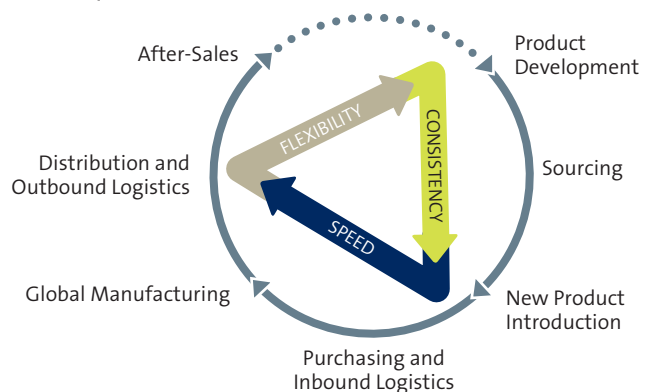 After-Sales
Product
Development
FLEXIBILITY
CONSISTENCY
Distribution and
Outbound Logistics
Sourcing
SPEED
Global Manufacturing
New Product
Introduction
Purchasing and
Inbound Logistics